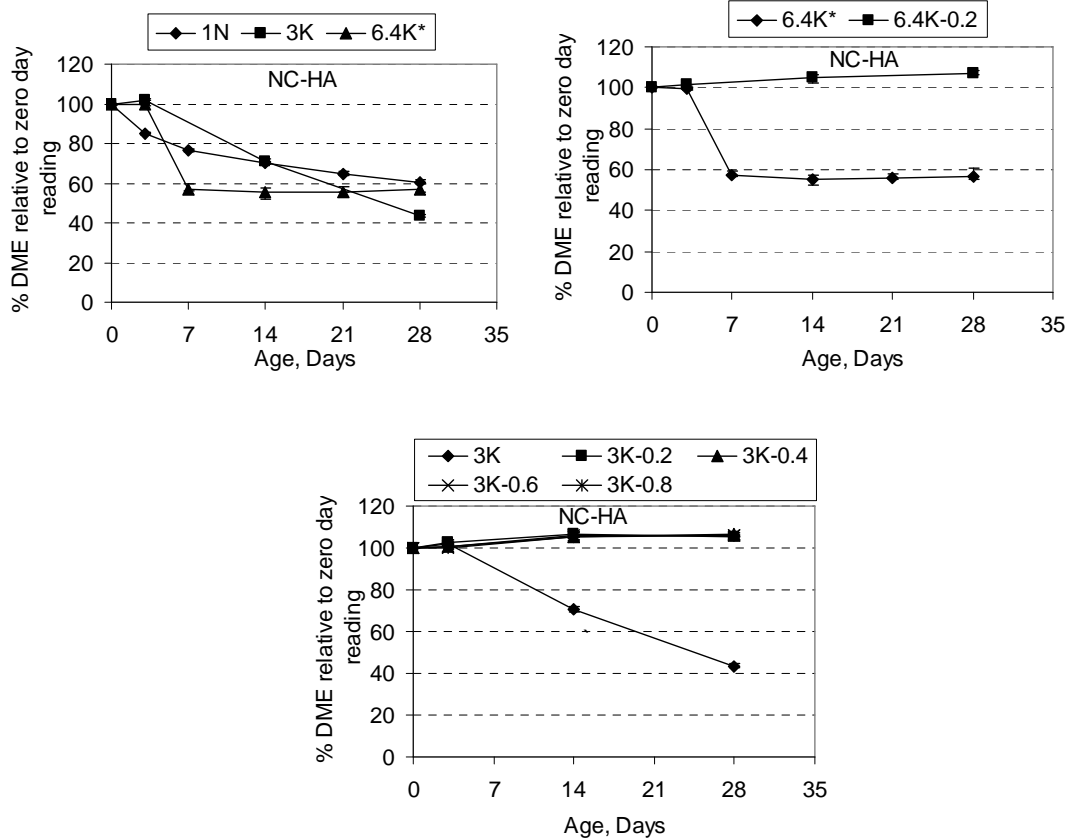 1N 3K 6.4K*
NC-HA
% DME relative to zero day
reading
120
100
80
60
40
20
0
0 7 14 21 28 35
Age, Days
6.4K* 6.4K-0.2
NC-HA
% DME relative to zero day
reading
120
100
80
60
40
20
0
0 7 14 21 28 35
Age, Days
3K 3K-0.2 3K-0.4
3K-0.6 3K-0.8
NC-HA
% DME relative to zero day
reading
120
100
80
60
40
20
0
0 7 14 21 28 35
Age, Days